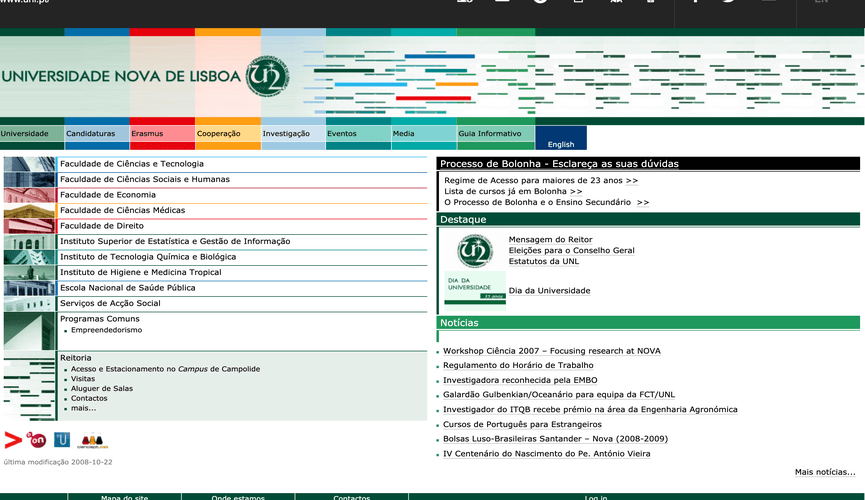 www.unl.pt
EN
UNIVERSIDADE NOVA DE LISBOA
Universidade
Candidaturas
Erasmus
Cooperação
Investigação
Eventos
Media
Guia Informativo
English
Faculdade de Ciências e Tecnologia
Faculdade de Ciências Sociais e Humanas
Faculdade de Economia
Faculdade de Ciências Médicas
Faculdade de Direito
Instituto Superior de Estatística e Gestão de Informação
Instituto de Tecnologia Química e Biológica
Instituto de Higiene e Medicina Tropical
Escola Nacional de Saúde Pública
Serviços de Acção Social
Programas Comuns
Empreendedorismo
Reitoria
Acesso e Estacionamento no Campus de Campolide
Visitas
Aluguer de Salas
Contactos
mais...
última modificação 2008-10-22
Processo de Bolonha - Esclareça as suas dúvidas
Regime de Acesso para maiores de 23 anos >>
Lista de cursos já em Bolonha >>
O Processo de Bolonha e o Ensino Secundário >>
Destaque
Mensagem do Reitor
Eleições para o Conselho Geral
Estatutos da UNL
DIA DA
UNIVERSIDADE
Dia da Universidade
Notícias
Workshop Ciência 2007 – Focusing research at NOVA
Regulamento do Horário de Trabalho
Investigadora reconhecida pela EMBO
Galardão Gulbenkian/Oceanário para equipa da FCT/UNL
Investigador do ITQB recebe prémio na área da Engenharia Agronómica
Cursos de Português para Estrangeiros
Bolsas Luso-Brasileiras Santander – Nova (2008-2009)
IV Centenário do Nascimento do Pe. António Vieira
Mais notícias...
Mapa do site
Onde estamos
Contactos
Log in